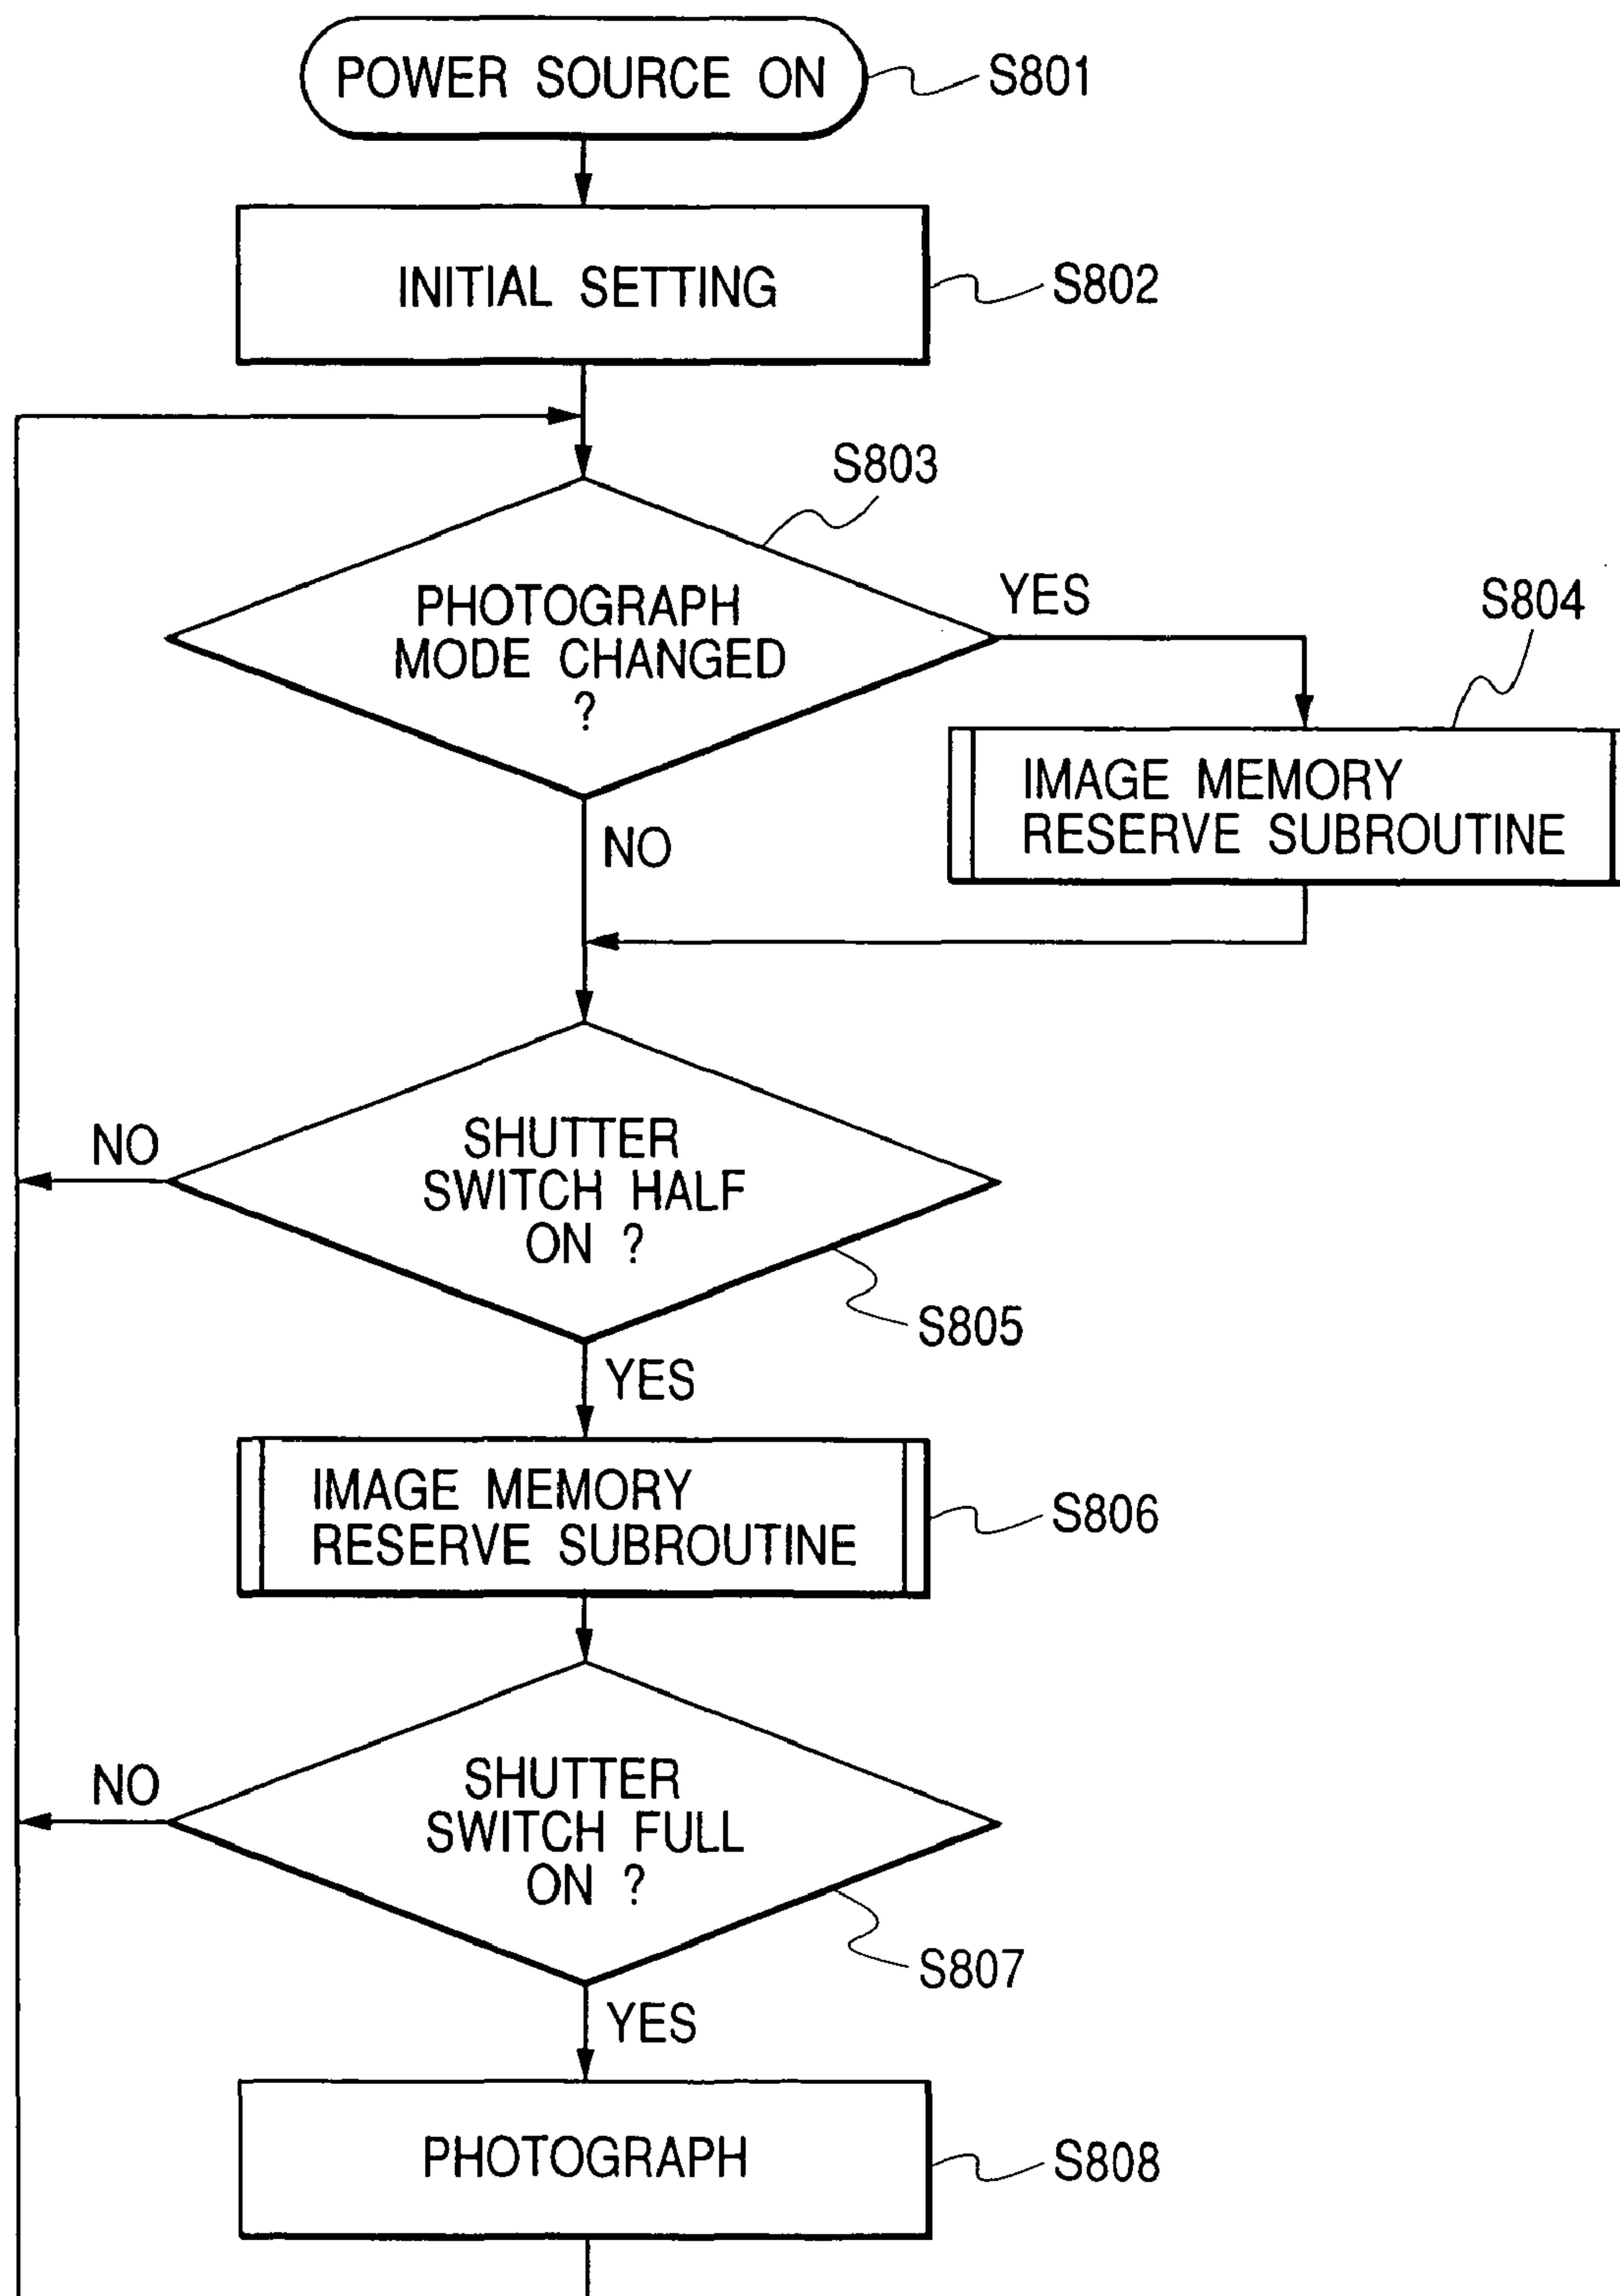 POWER SOURCE ON
S801
INITIAL SETTING
S802
S803
PHOTOGRAPH
MODE CHANGED
?
YES
S804
IMAGE MEMORY
RESERVE SUBROUTINE
NO
SHUTTER
SWITCH HALF
ON ?
NO
S805
YES
IMAGE MEMORY
RESERVE SUBROUTINE
S806
SHUTTER
SWITCH FULL
ON ?
NO
S807
YES
PHOTOGRAPH
S808